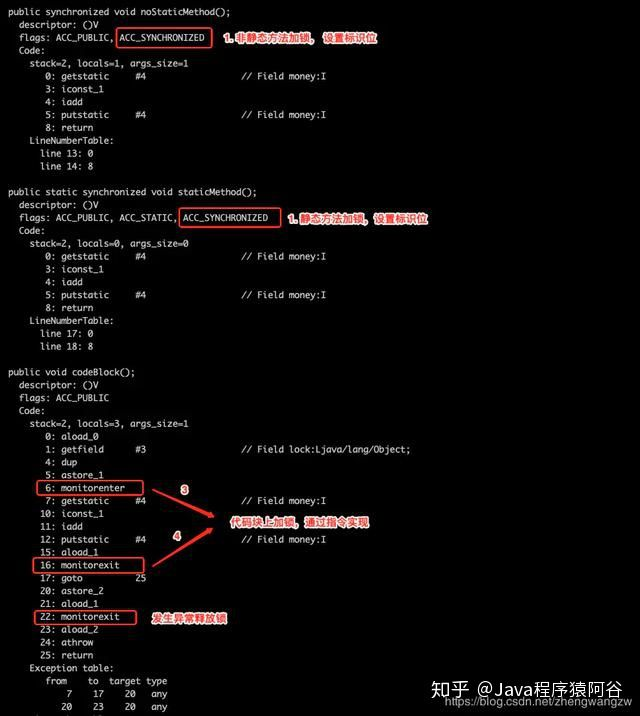 public synchronized void noStaticMethod();
descriptor: ()V
flags: ACC_PUBLIC, ACC_SYNCHRONIZED 1. 非静态方法加锁， 设置标识位
Code:
stack=2, locals=1, args_size=1
0: getstatic #4 // Field money:I
3: iconst_1
4: iadd
5: putstatic #4 // Field money:I
8: return
LineNumberTable:
line 13: 0
line 14: 8
public static synchronized void staticMethod();
descriptor: ()V
flags: ACC_PUBLIC, ACC_STATIC, ACC_SYNCHRONIZED 1. 静态方法加锁，设置标识位
Code:
stack=2, locals=0, args_size=0
0: getstatic #4 // Field money:I
3: iconst_1
4: iadd
5: putstatic #4 // Field money:I
8: return
LineNumberTable:
line 17: 0
line 18: 8
public void codeBlock();
descriptor: ()V
flags: ACC_PUBLIC
Code:
stack=2, locals=3, args_size=1
0: aload_0
1: getfield #3 // Field lock:Ljava/lang/Object;
4: dup
5: astore_1
6: monitorenter 3
7: getstatic #4 // Field money:I
10: iconst_1
11: iadd 代码块上加锁，通过指令实现
12: putstatic #4 // Field money:I
15: aload_1 4
16: monitorexit
17: goto 25
20: astore_2
21: aload_1
22: monitorexit 发生异常释放锁
23: aload_2
24: athrow
25: return
Exception table:
from to target type
7 17 20 any
20 23 20 any
知乎 @Java程序猿阿谷
https://blog.csdn.net/zhengwangzw